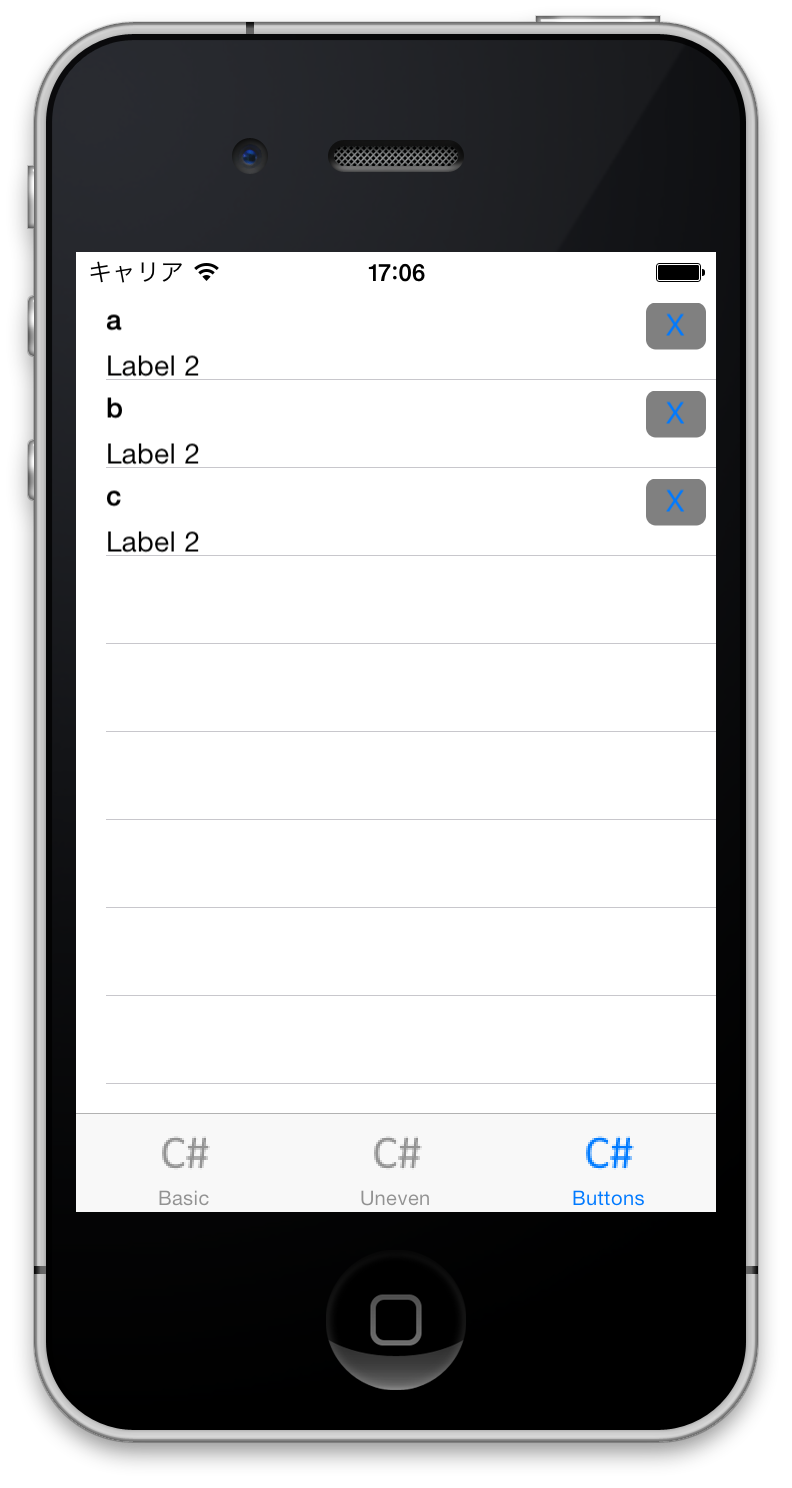 キャリア 17:06
a
X
Label 2
b
X
Label 2
c
X
Label 2
C# C# C#
Basic Uneven Buttons